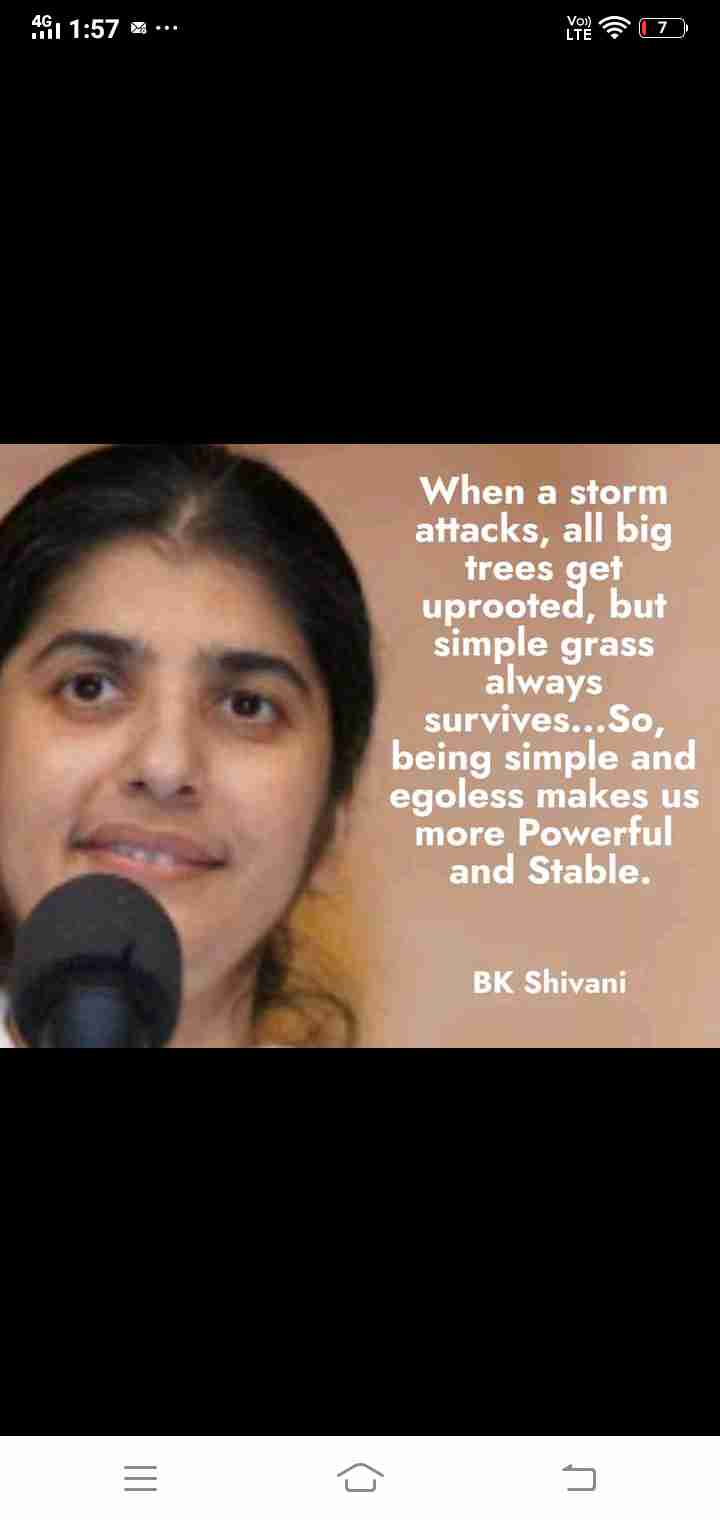 4G 1:57 ... Vo)) LTE 7
When a storm
attacks, all big
trees get
uprooted, but
simple grass
always
survives...So,
being simple and
egoless makes us
more Powerful
and Stable.
BK Shivani